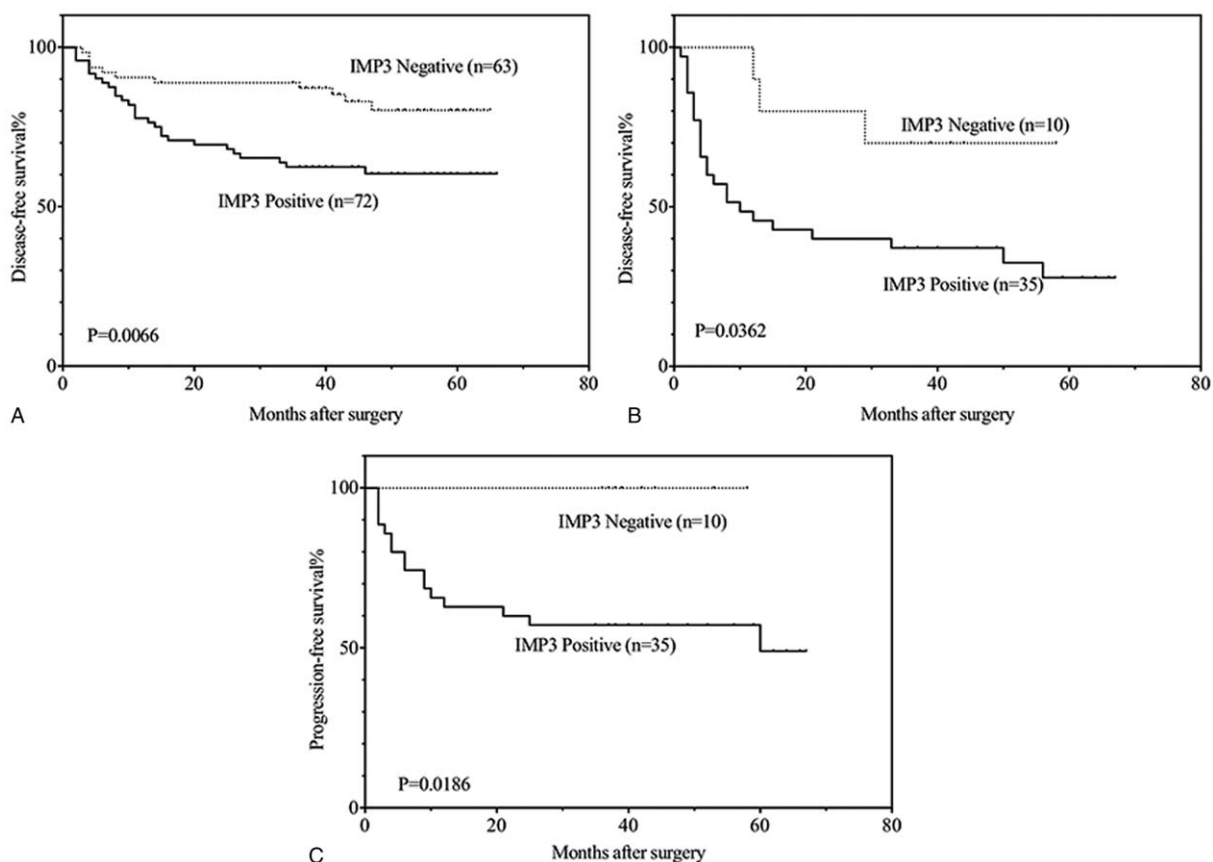 100
50
0
Disease-free survival%
IMP3 Negative (n=63)
IMP3 Positive (n=72)
P=0.0066
0 20 40 60 80
Months after surgery
A
100
50
0
Disease-free survival%
IMP3 Negative (n=10)
IMP3 Positive (n=35)
P=0.0362
0 20 40 60 80
Months after surgery
B
100
50
0
Progression-free survival%
IMP3 Negative (n=10)
IMP3 Positive (n=35)
P=0.0186
0 20 40 60 80
Months after surgery
C